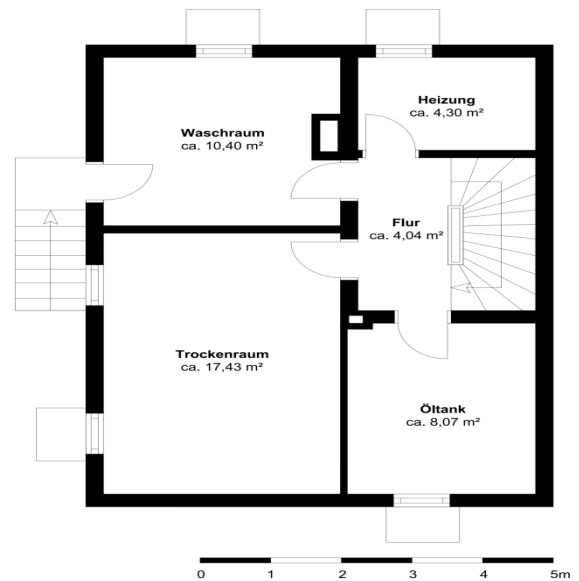 Heizung
ca. 4,30 m²
Waschraum
ca. 10,40 m²
Flur
ca. 4,04 m²
Trockenraum
ca. 17,43 m²
Öltank
ca. 8,07 m²
0 1 2 3 4 5m